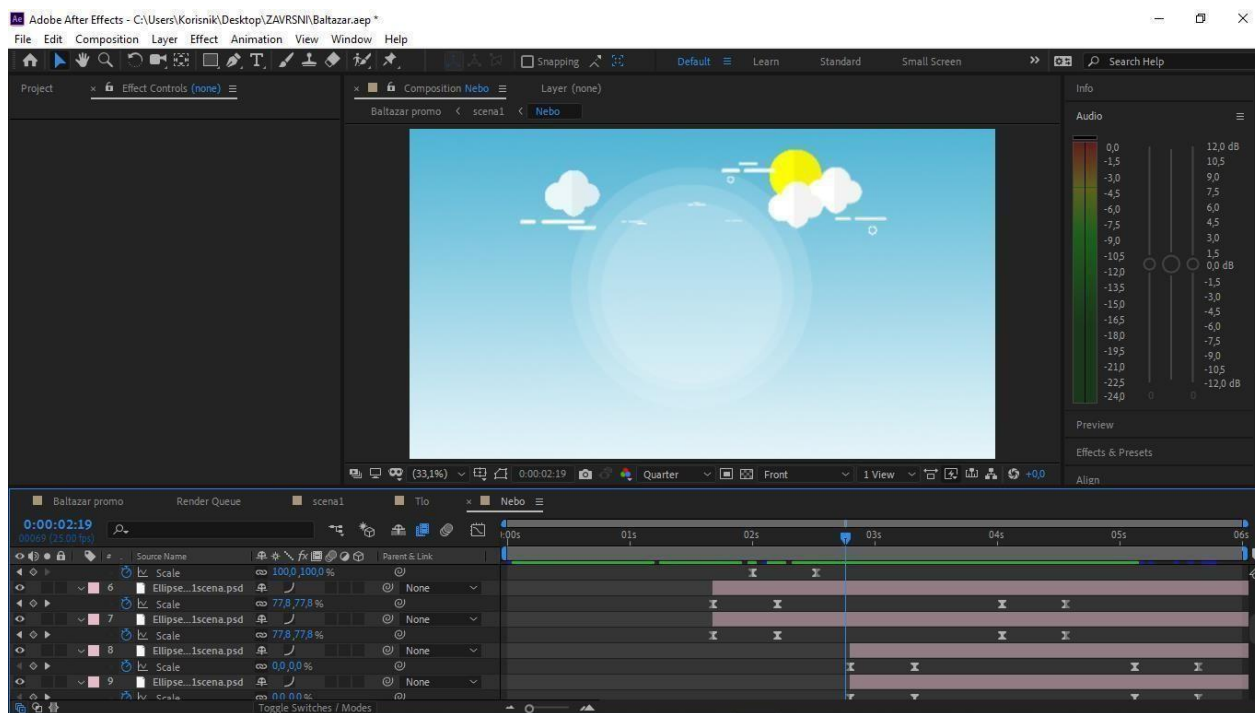 Ae Adobe After Effects - C:\Users\Korisnik\Desktop\ZAVRSNI\Baltazar.aep *
File Edit Composition Layer Effect Animation View Window Help
Snapping Default Learn Standard Small Screen Search Help
Project Effect Controls (none) Composition Nebo Layer (none) Info
Baltazar promo scena1 Nebo
Audio
0,0 12,0 dB
-1,5 10,5
-3,0 9,0
-4,5 7,5
-6,0 6,0
-7,5 4,5
-9,0 3,0
-10,5 1,5
-12,0 0,0 dB
-13,5 -1,5
-15,0 -3,0
-16,5 -4,5
-18,0 -6,0
-19,5 -7,5
-21,0 -9,0
-22,5 -10,5
-24,0 0 0 -12,0 dB
Preview
Effects & Presets
Align
(33,1%) 0:00:02:19 Quarter Front 1 View +0,0
Baltazar promo Render Queue scena1 Tlo Nebo
0:00:02:19
00069 (25.00 fps)
:00s 01s 02s 03s 04s 05s 06s
# Source Name Parent & Link
Scale 100,0,100,0 %
6 Ellipse...1scena.psd None
Scale 77,8,77,8 %
7 Ellipse...1scena.psd None
Scale 77,8,77,8 %
8 Ellipse...1scena.psd None
Scale 0,0,0,0 %
9 Ellipse...1scena.psd None
Scale 0,0,0,0 %
Toggle Switches / Modes